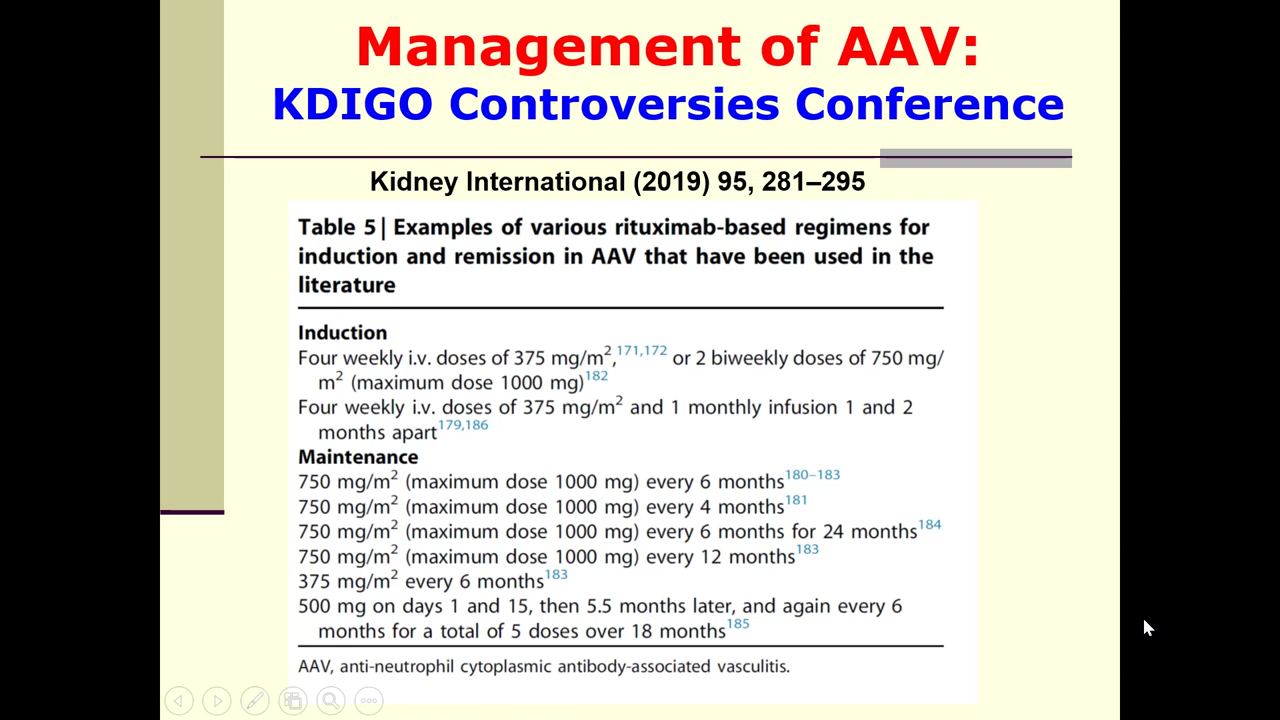 Management of AAV:
KDIGO Controversies Conference
Kidney International (2019) 95, 281–295
Table 5 | Examples of various rituximab-based regimens for
induction and remission in AAV that have been used in the
literature
Induction
Four weekly i.v. doses of 375 mg/m²,171,172 or 2 biweekly doses of 750 mg/
m² (maximum dose 1000 mg)182
Four weekly i.v. doses of 375 mg/m² and 1 monthly infusion 1 and 2
months apart179,186
Maintenance
750 mg/m² (maximum dose 1000 mg) every 6 months180–183
750 mg/m² (maximum dose 1000 mg) every 4 months181
750 mg/m² (maximum dose 1000 mg) every 6 months for 24 months184
750 mg/m² (maximum dose 1000 mg) every 12 months183
375 mg/m² every 6 months183
500 mg on days 1 and 15, then 5.5 months later, and again every 6
months for a total of 5 doses over 18 months185
AAV, anti-neutrophil cytoplasmic antibody-associated vasculitis.